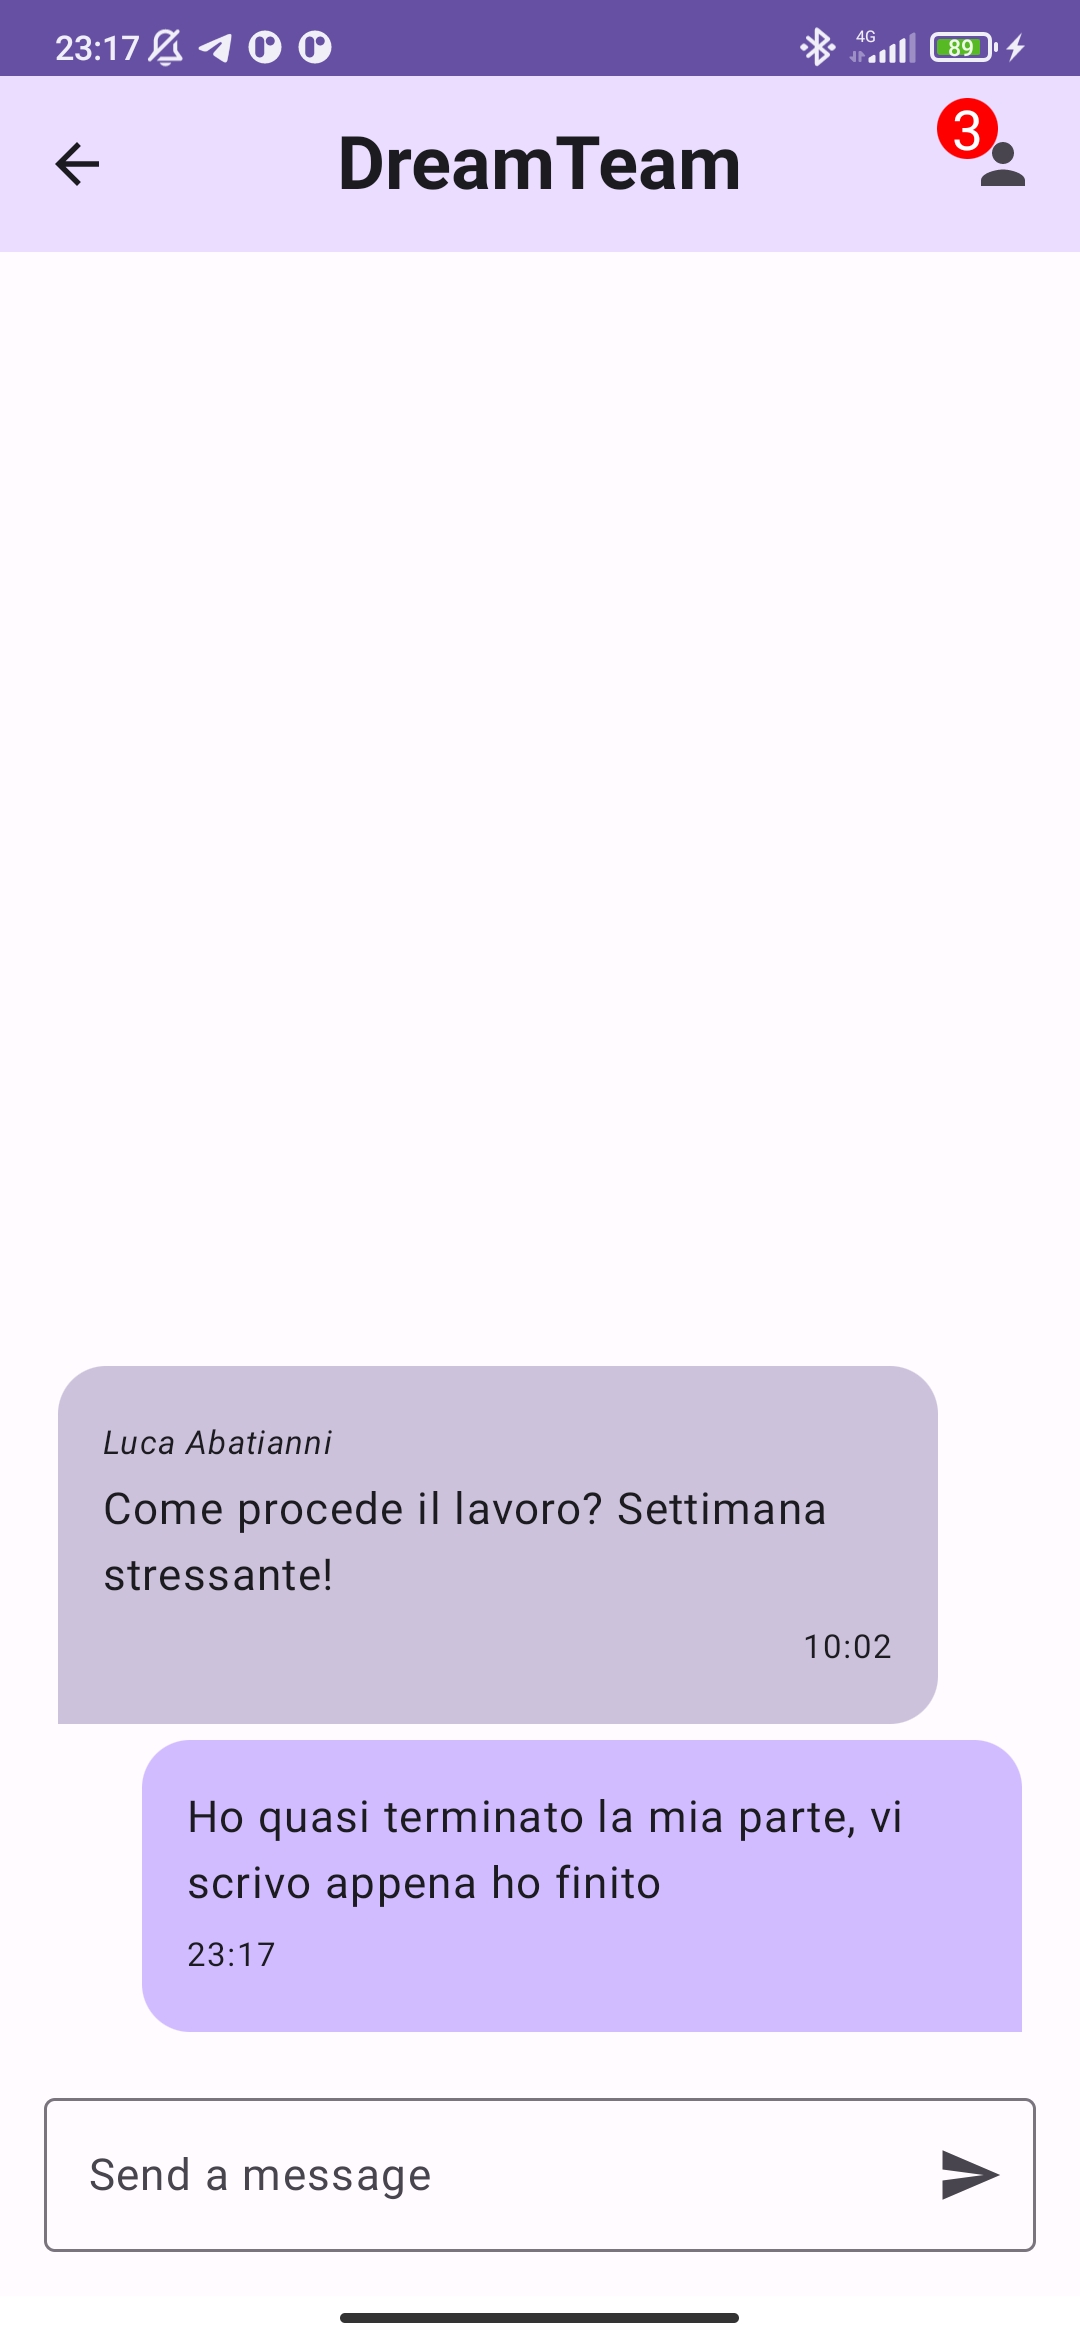 23:17
4G
89
DreamTeam
3
Luca Abatianni
Come procede il lavoro? Settimana
stressante!
10:02
Ho quasi terminato la mia parte, vi
scrivo appena ho finito
23:17
Send a message